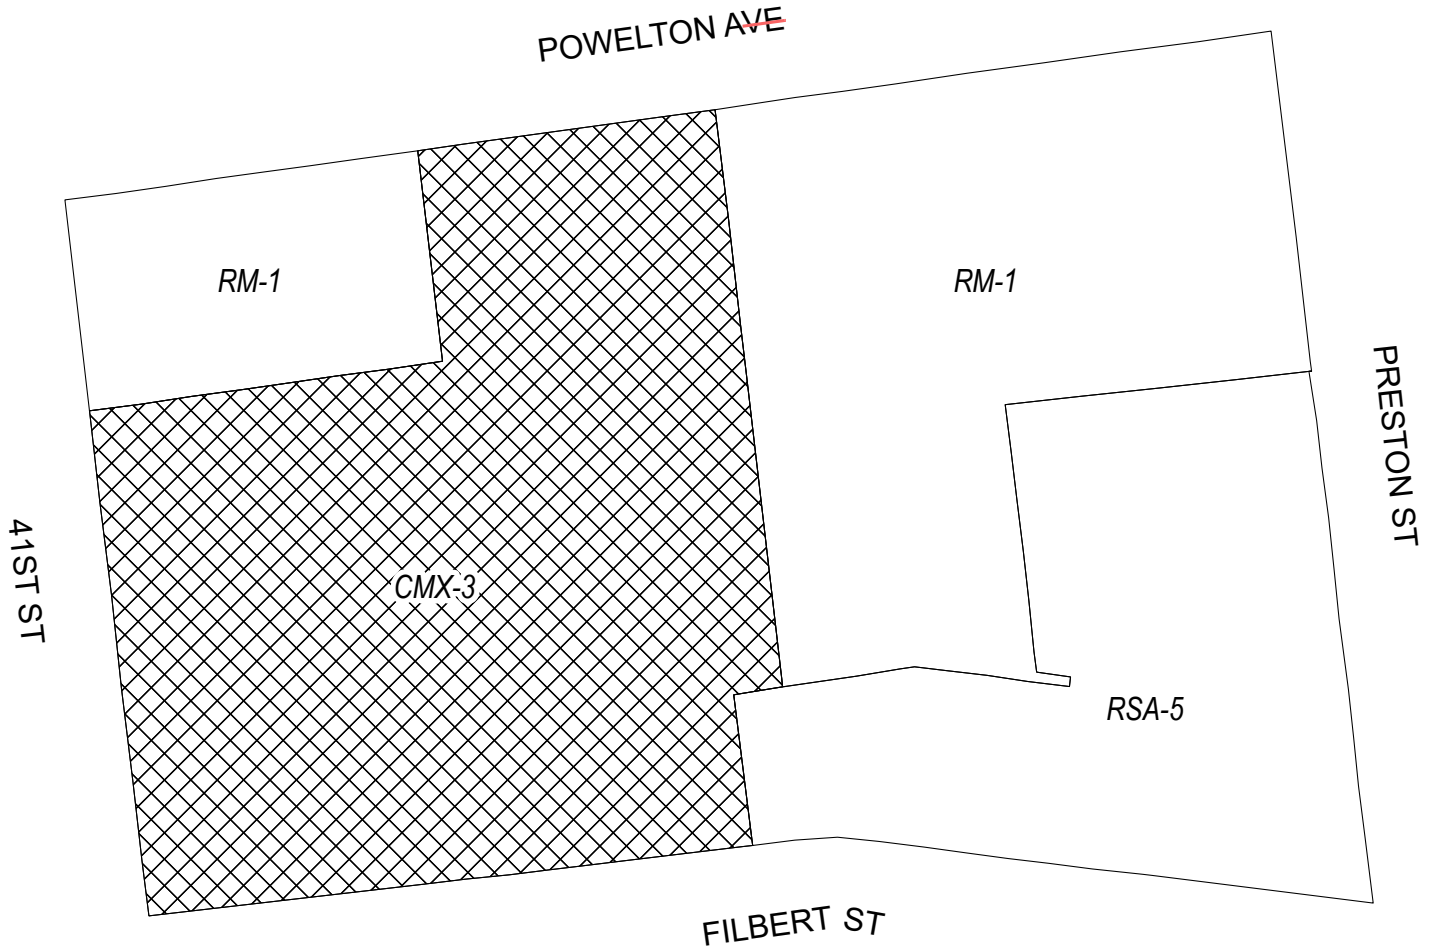 POWELTON AVE
RM-1
RM-1
PRESTON ST
41ST ST
CMX-3
RSA-5
FILBERT ST